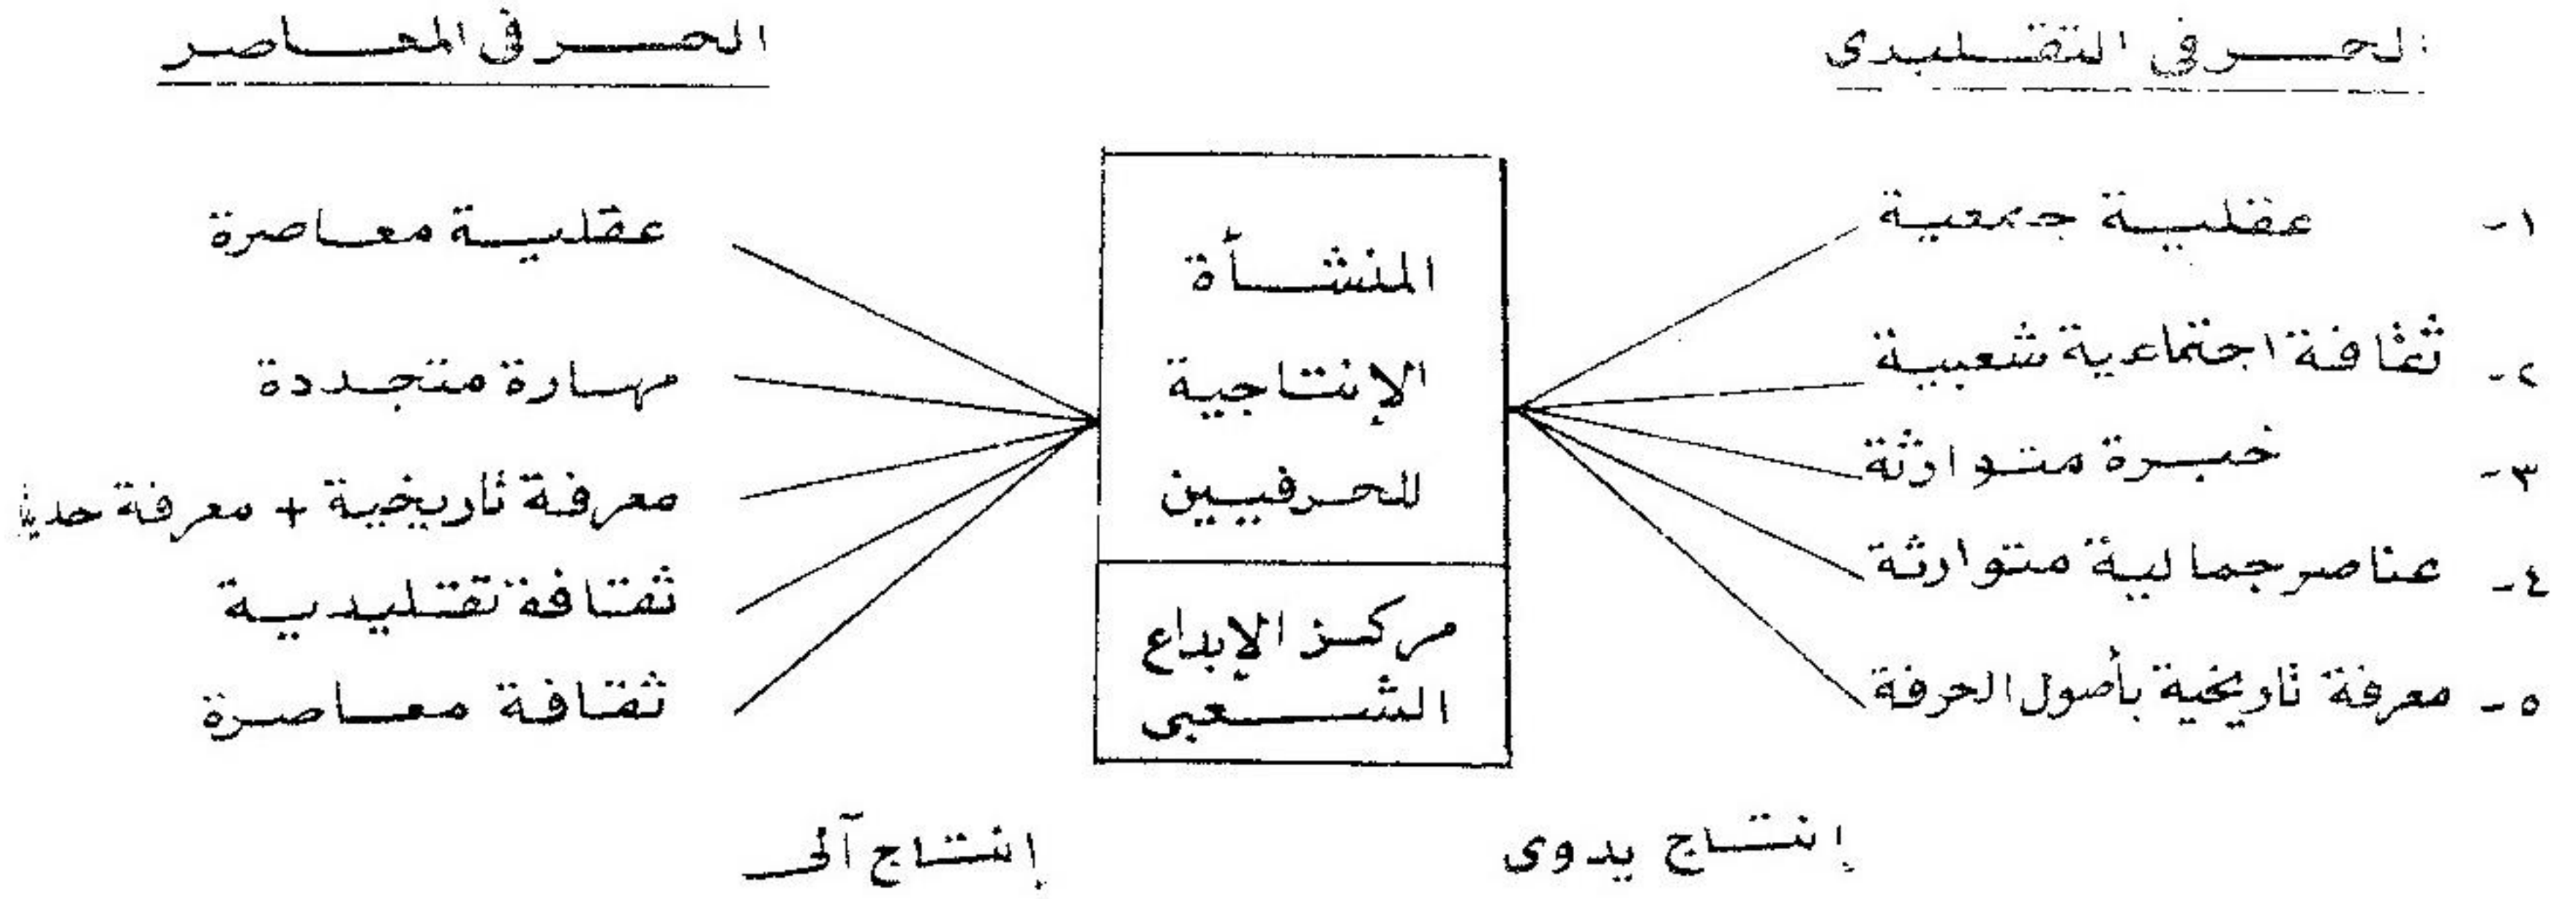 الحرفى التقليدى
الحرفى المعاصر
١- عقلية جمعية
٢- ثقافة اجتماعية شعبية
٣- خبرة متوارثة
٤- عناصر جمالية متوارثة
٥- معرفة تاريخية بأصول الحرفة
المنشأة
الإنتاجية
للحرفيين
مركز الإبداع
الشعبى
عقلية معاصرة
مهارة متجددة
معرفة تاريخية + معرفة
ثقافة تقليدية
ثقافة معاصرة
إنتاج يدوى
إنتاج آلى